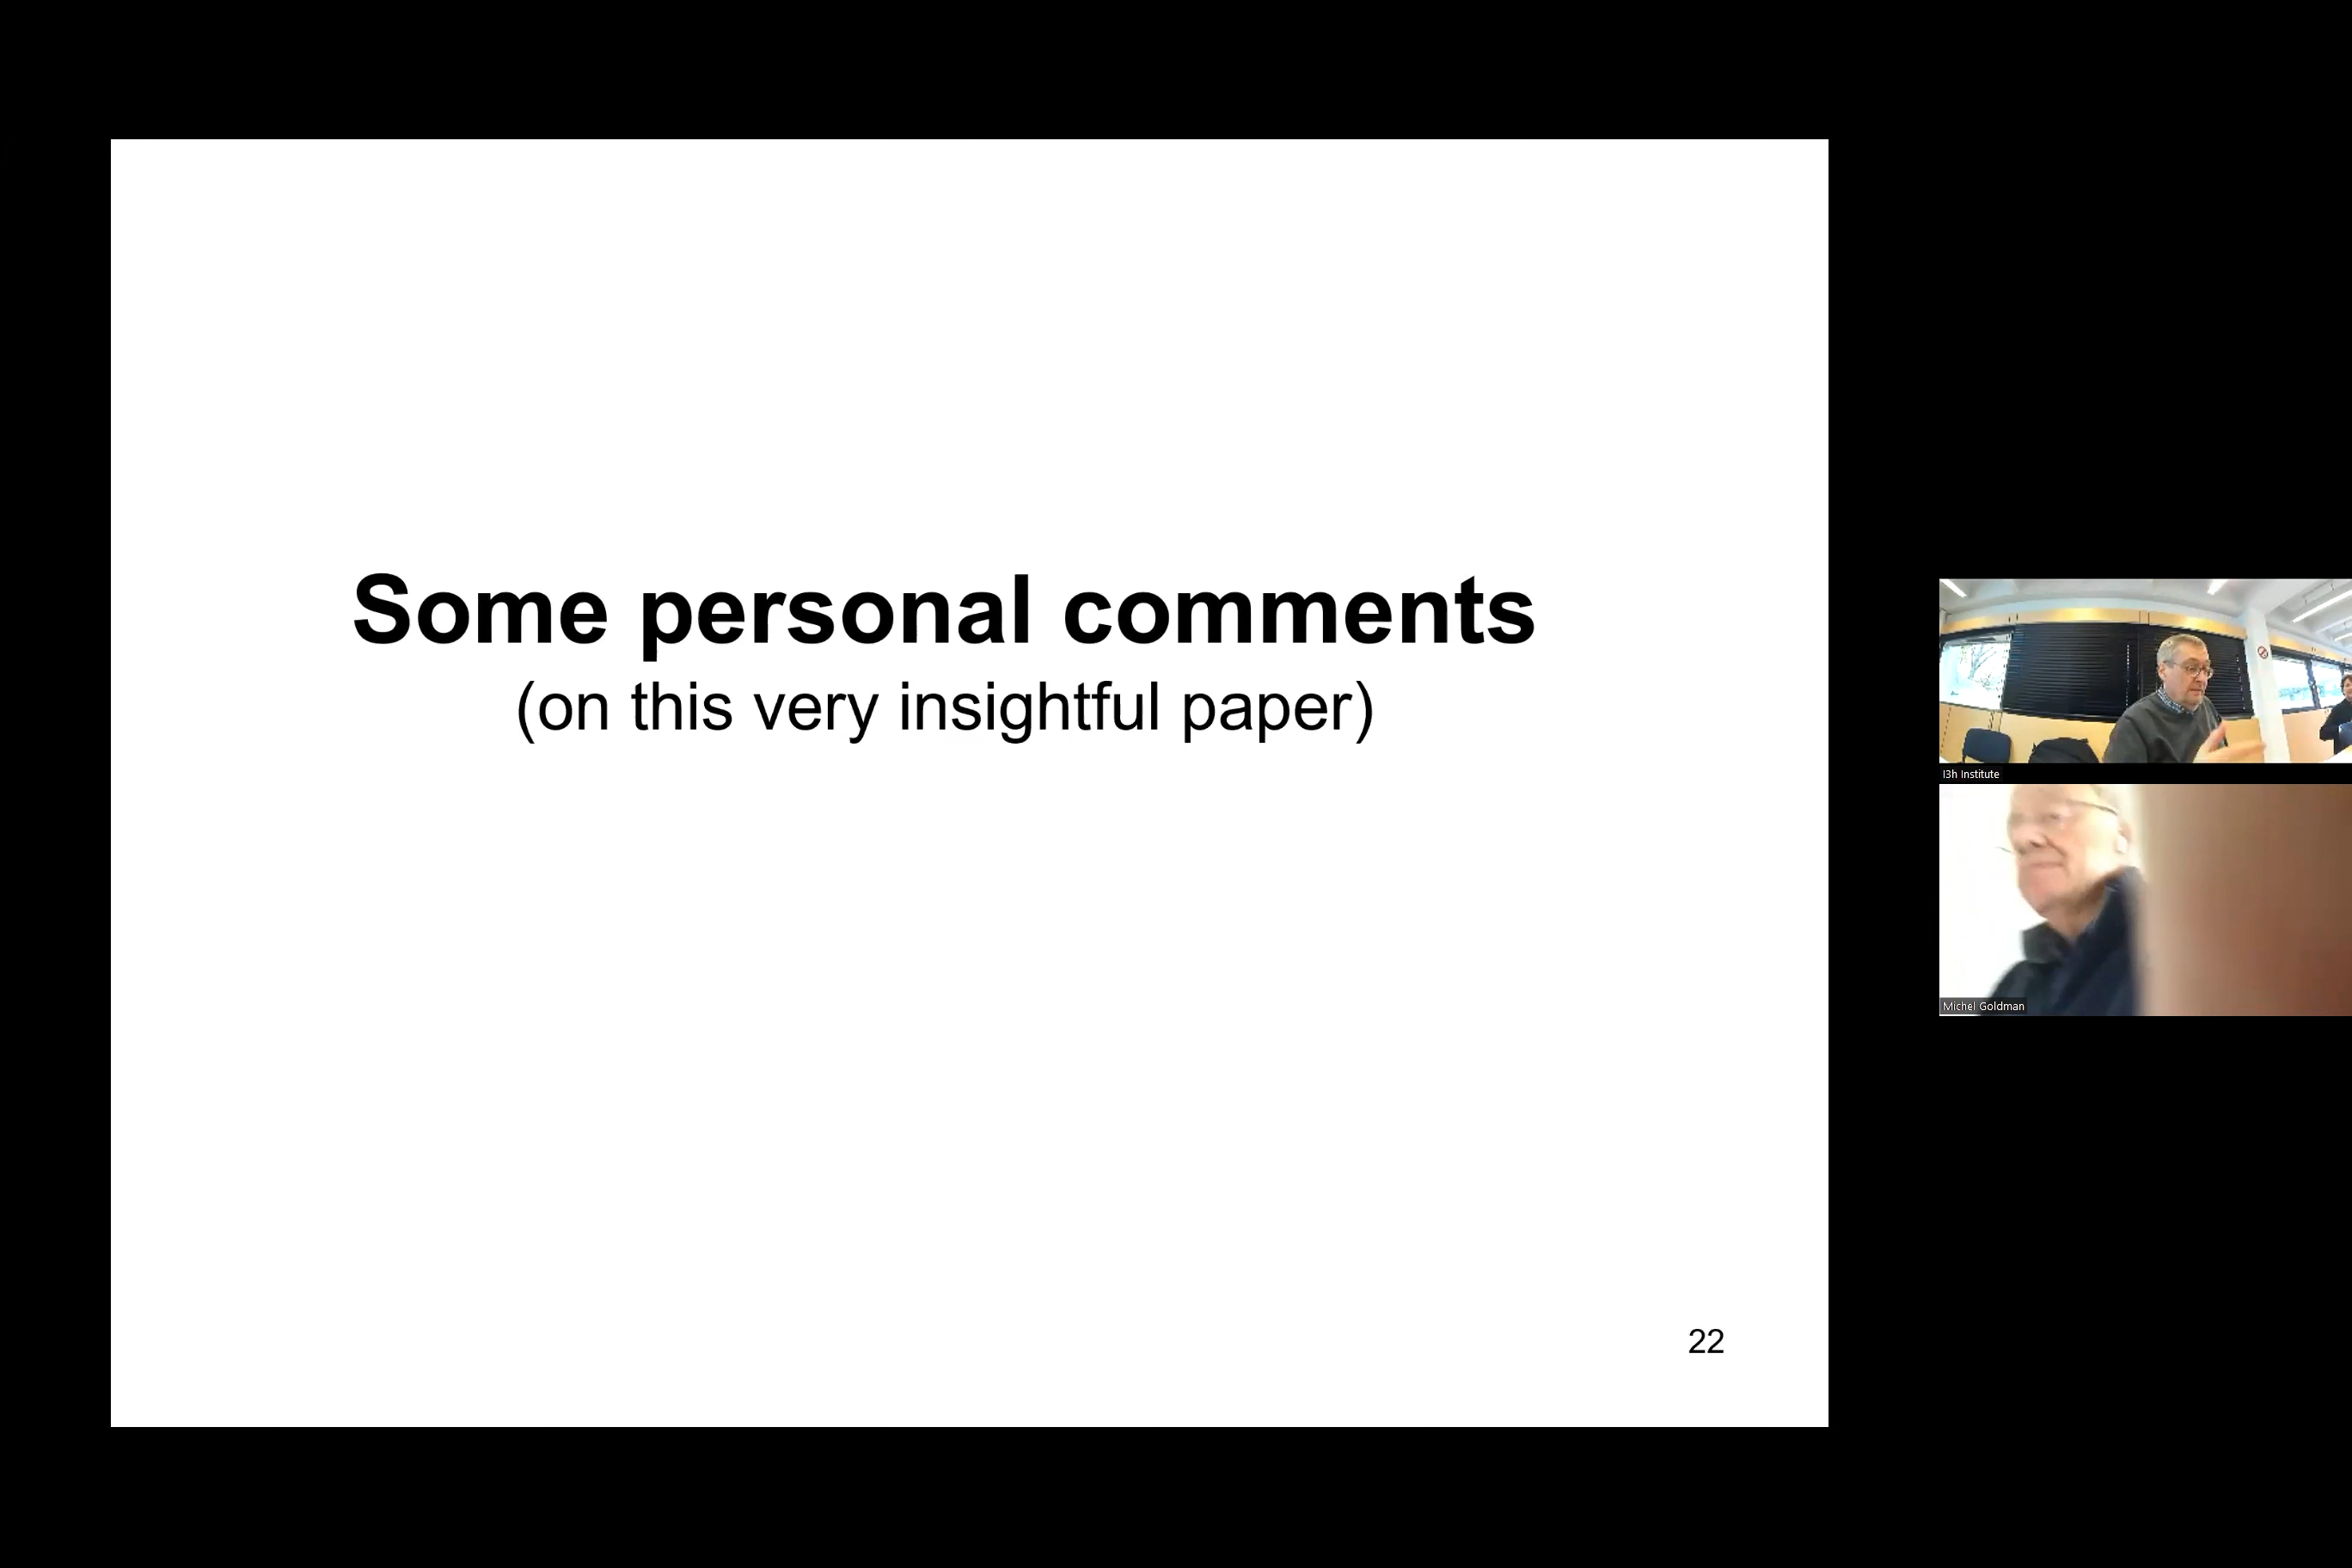 Some personal comments
(on this very insightful paper)
22
I3h Institute
Michel Goldman